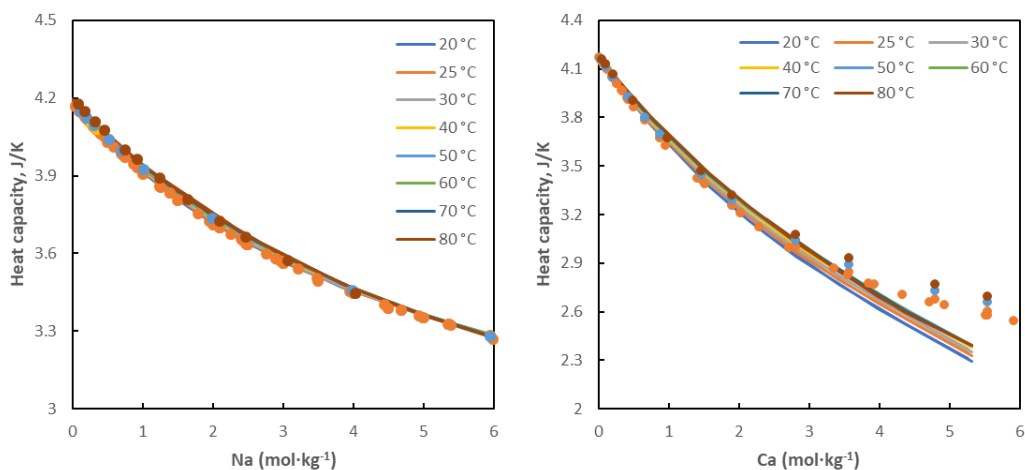 4.5
4.2
3.9
3.6
3.3
3
0 1 2 3 4 5 6
Heat capacity, J/K
Na (mol·kg-1)
20 °C
25 °C
30 °C
40 °C
50 °C
60 °C
70 °C
80 °C
4.4
4.1
3.8
3.5
3.2
2.9
2.6
2.3
2
0 1 2 3 4 5 6
Heat capacity, J/K
Ca (mol·kg-1)
20 °C 25 °C 30 °C
40 °C 50 °C 60 °C
70 °C 80 °C